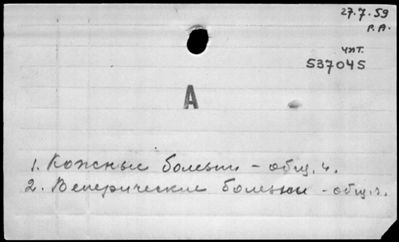 27.7.59
Р.А.
чит.
537045
А
1. Кожные болезни - общ. ч.
2. Венерические болезни - общ. ч.